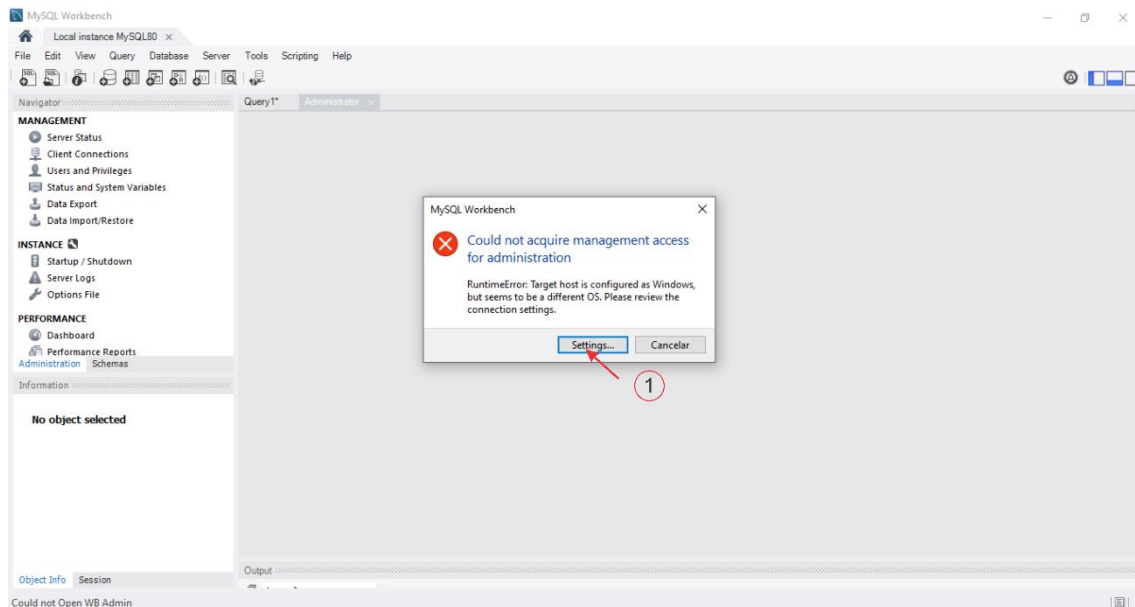 MySQL Workbench
Local instance MySQL80
File Edit View Query Database Server Tools Scripting Help
Navigator
Query1* Administrator
MANAGEMENT
Server Status
Client Connections
Users and Privileges
Status and System Variables
Data Export
Data Import/Restore
INSTANCE
Startup / Shutdown
Server Logs
Options File
PERFORMANCE
Dashboard
Performance Reports
Administration Schemas
Information
No object selected
Object Info Session
MySQL Workbench
Could not acquire management access
for administration
RuntimeError: Target host is configured as Windows,
but seems to be a different OS. Please review the
connection settings.
Settings... Cancelar
1
Output
Could not Open WB Admin